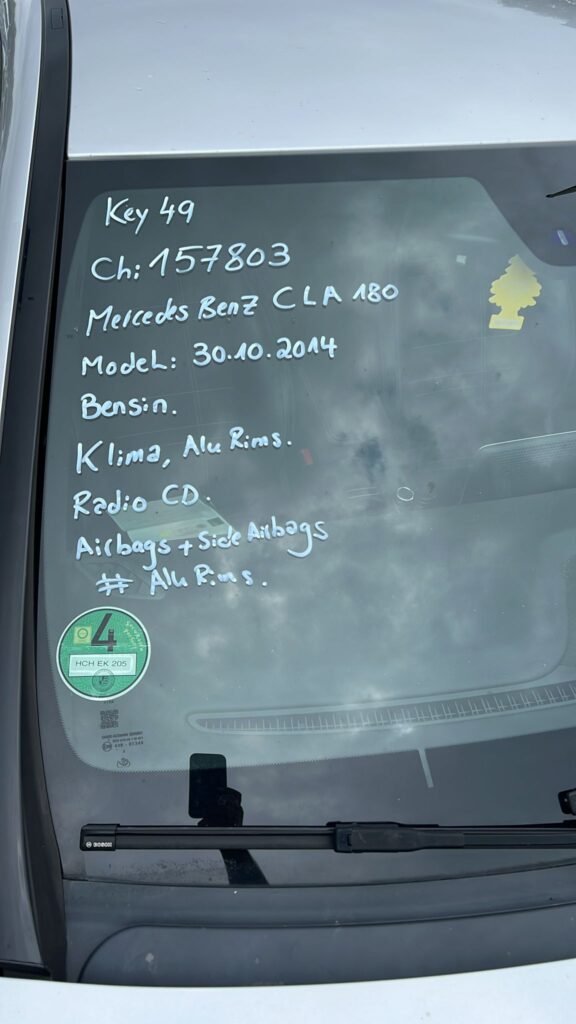 Key 49
Ch: 157803
Mercedes Benz CLA 180
Model: 30.10.2014
Bensin.
Klima, Alu Rims.
Radio CD.
Airbags + Side Airbags
# Alu Rims.
4
HCH EK 205
BOSCH